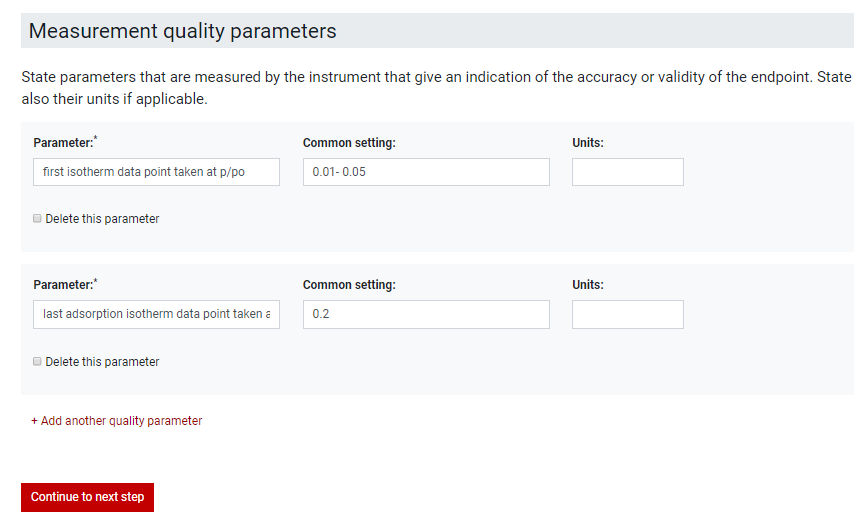 Measurement quality parameters
State parameters that are measured by the instrument that give an indication of the accuracy or validity of the endpoint. State
also their units if applicable.
Parameter:* Common setting: Units:
first isotherm data point taken at p/po 0.01- 0.05
Delete this parameter
Parameter:* Common setting: Units:
last adsorption isotherm data point taken a 0.2
Delete this parameter
+ Add another quality parameter
Continue to next step